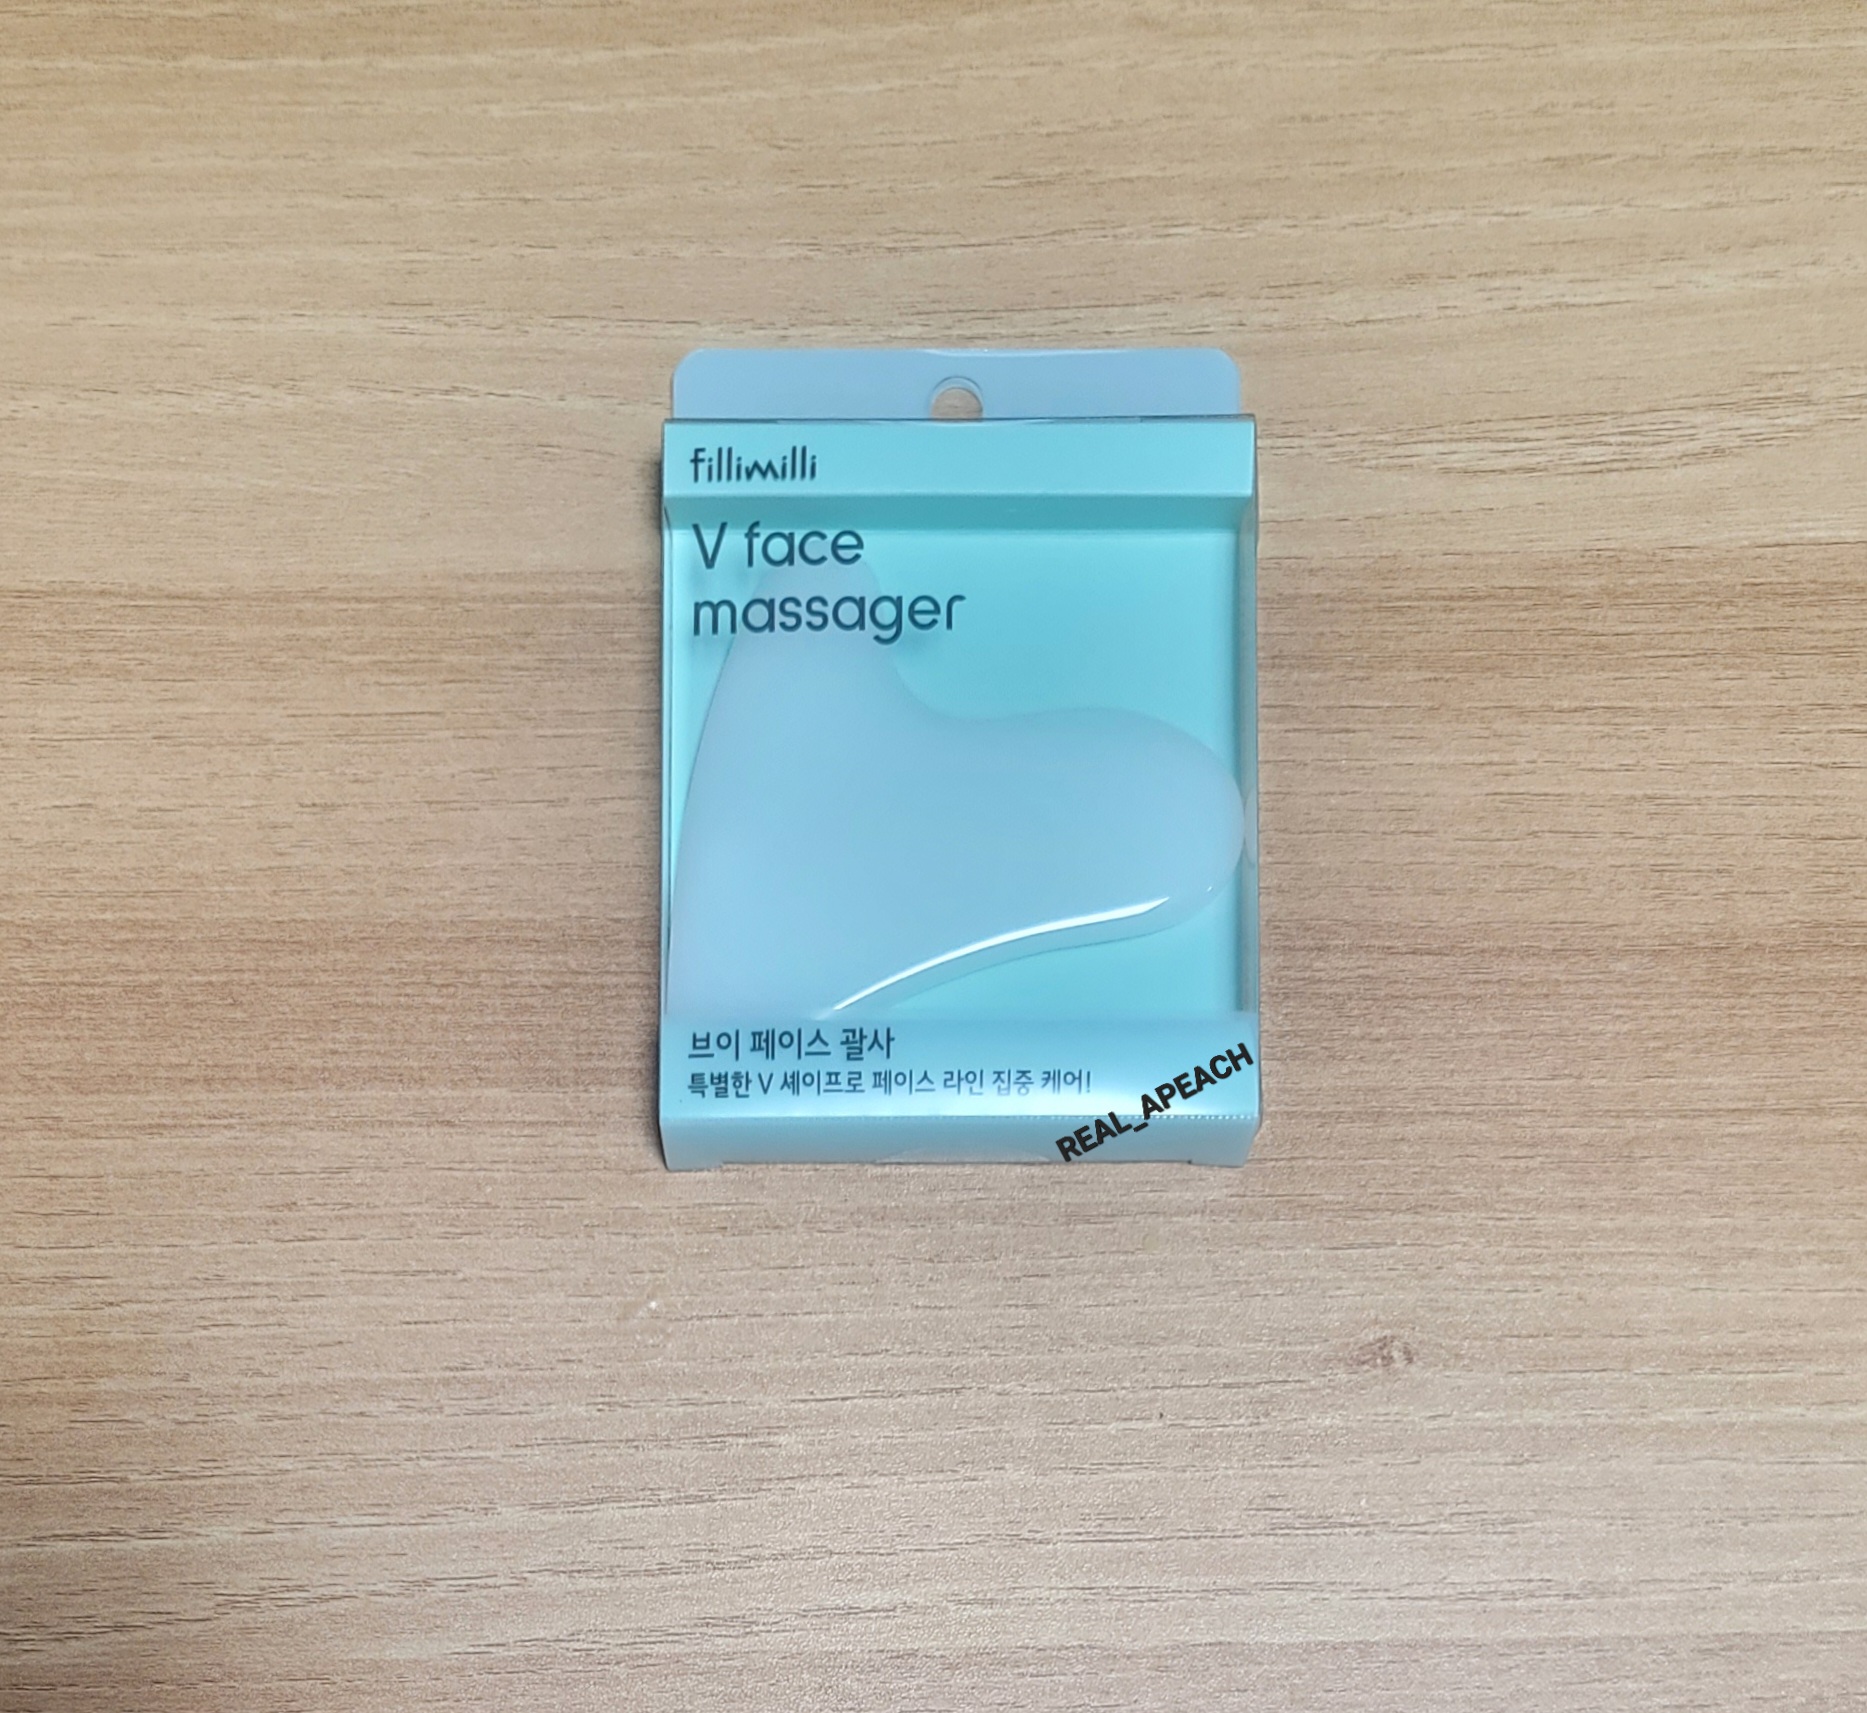 fillimilli
V face
massager
브이 페이스 괄사
특별한 V 셰이프로 페이스 라인 집중 케어!
REAL_APEACH